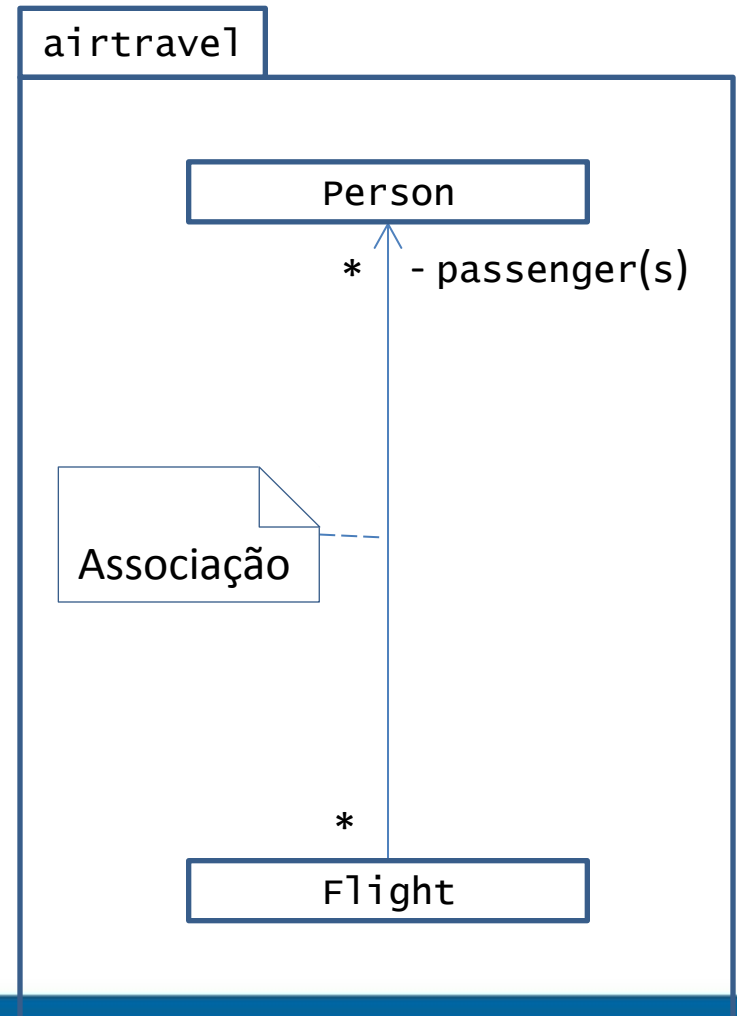 airtravel
Person
* - passenger(s)
Associação
*
Flight